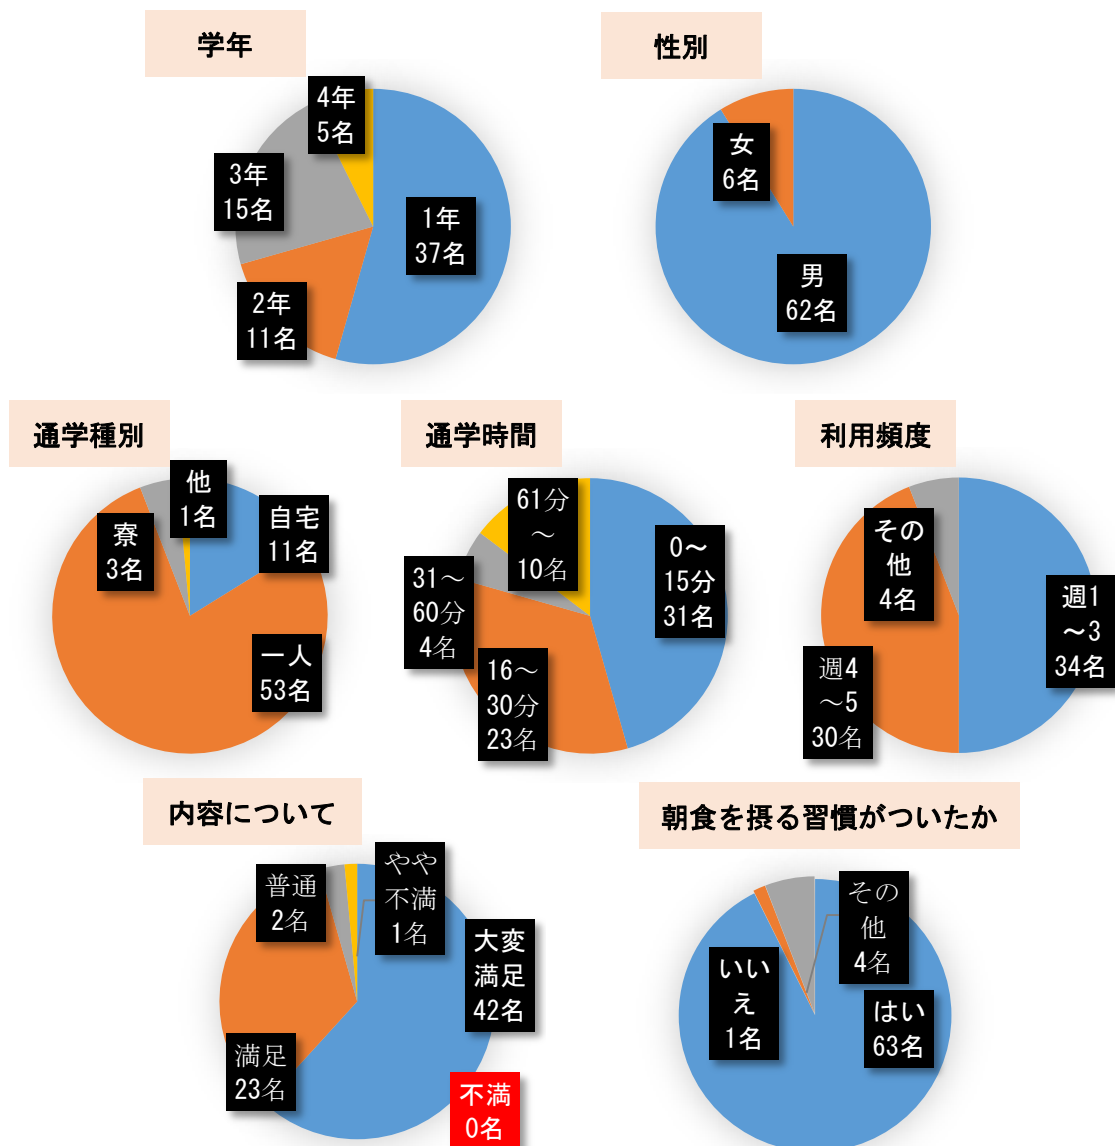 学年
4年
5名
3年
15名
1年
37名
2年
11名
性別
女
6名
男
62名
通学種別
他
1名
自宅
11名
寮
3名
一人
53名
通学時間
61分
～
10名
0～
15分
31名
31～
60分
4名
16～
30分
23名
利用頻度
その
他
4名
週1
～3
34名
週4
～5
30名
内容について
やや
不満
1名
普通
2名
大変
満足
42名
満足
23名
不満
0名
朝食を摂る習慣がついたか
その
他
4名
いい
え
1名
はい
63名